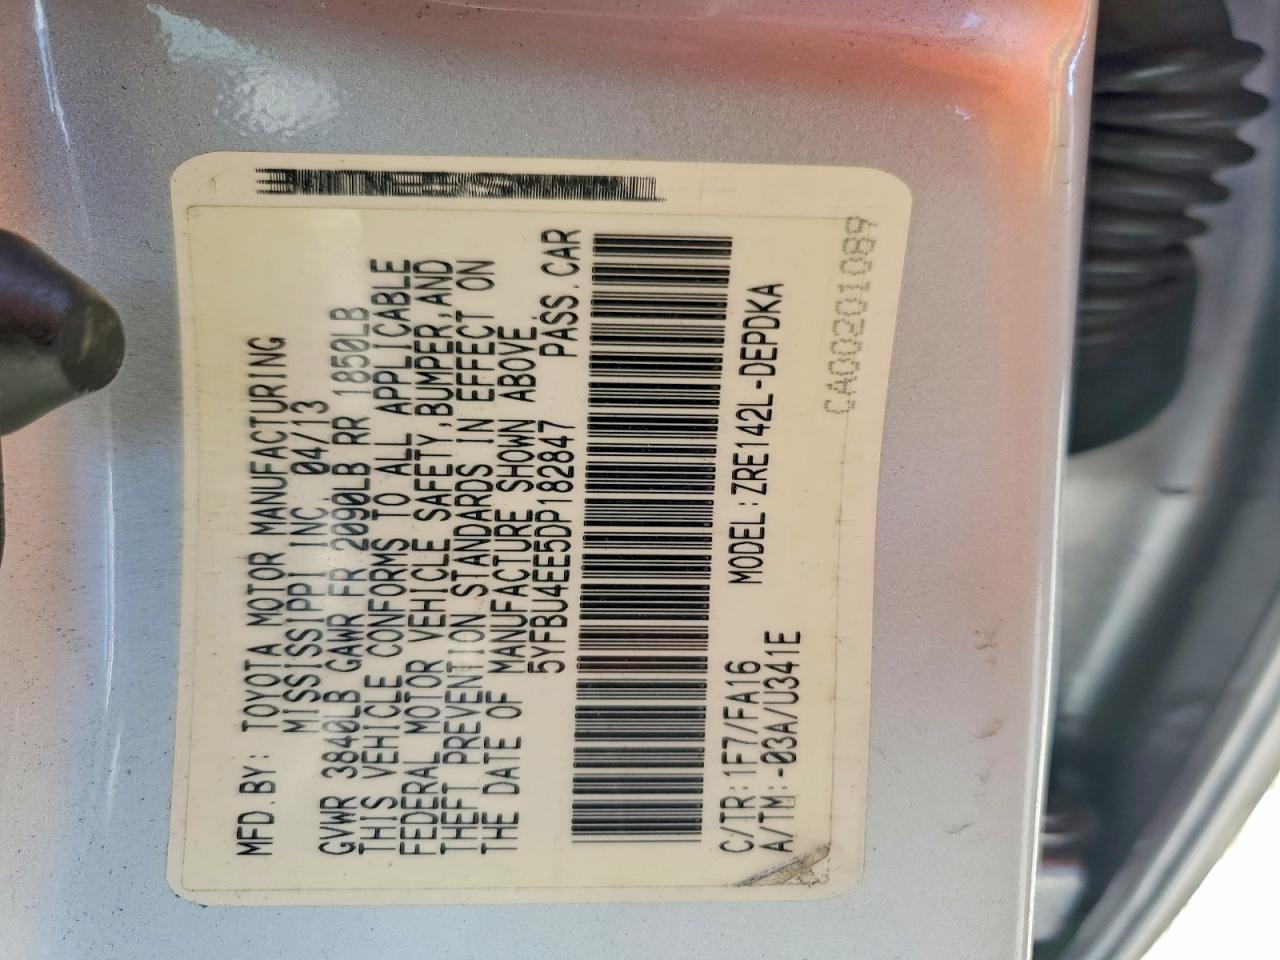 MFD.BY: TOYOTA MOTOR MANUFACTURING
MISSISSIPPI INC. 04/13
GVWR 3840LB GAWR FR 2090LB RR 1850LB
THIS VEHICLE CONFORMS TO ALL APPLICABLE
FEDERAL MOTOR VEHICLE SAFETY,BUMPER,AND
THEFT PREVENTION STANDARDS IN EFFECT ON
THE DATE OF MANUFACTURE SHOWN ABOVE.
5YFBU4EE5DP182847 PASS.CAR
C/TR:1F7/FA16 MODEL:ZRE142L-DEPDKA
A/TM:-03A/U341E
CA00201089